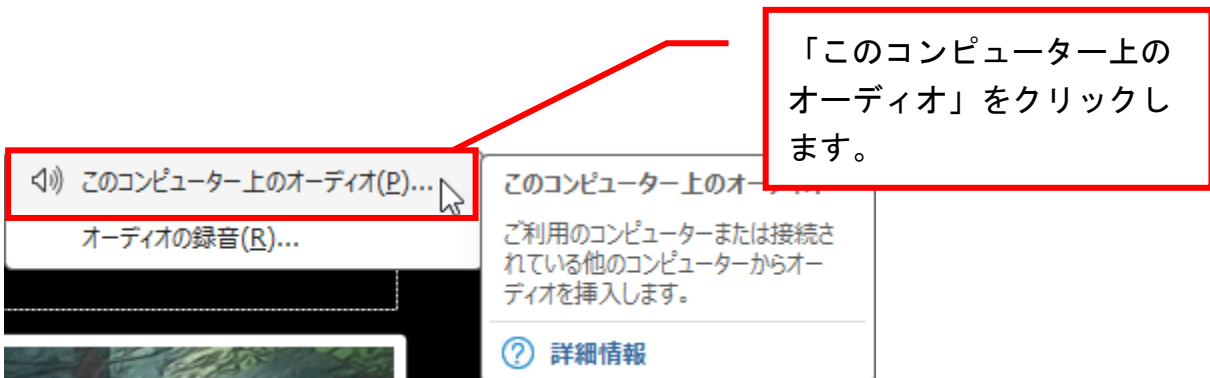 「このコンピューター上の
オーディオ」をクリックし
ます。
このコンピューター上のオーディオ(P)...
オーディオの録音(R)...
このコンピューター上のオー
ご利用のコンピューターまたは接続さ
れている他のコンピューターからオー
ディオを挿入します。
詳細情報